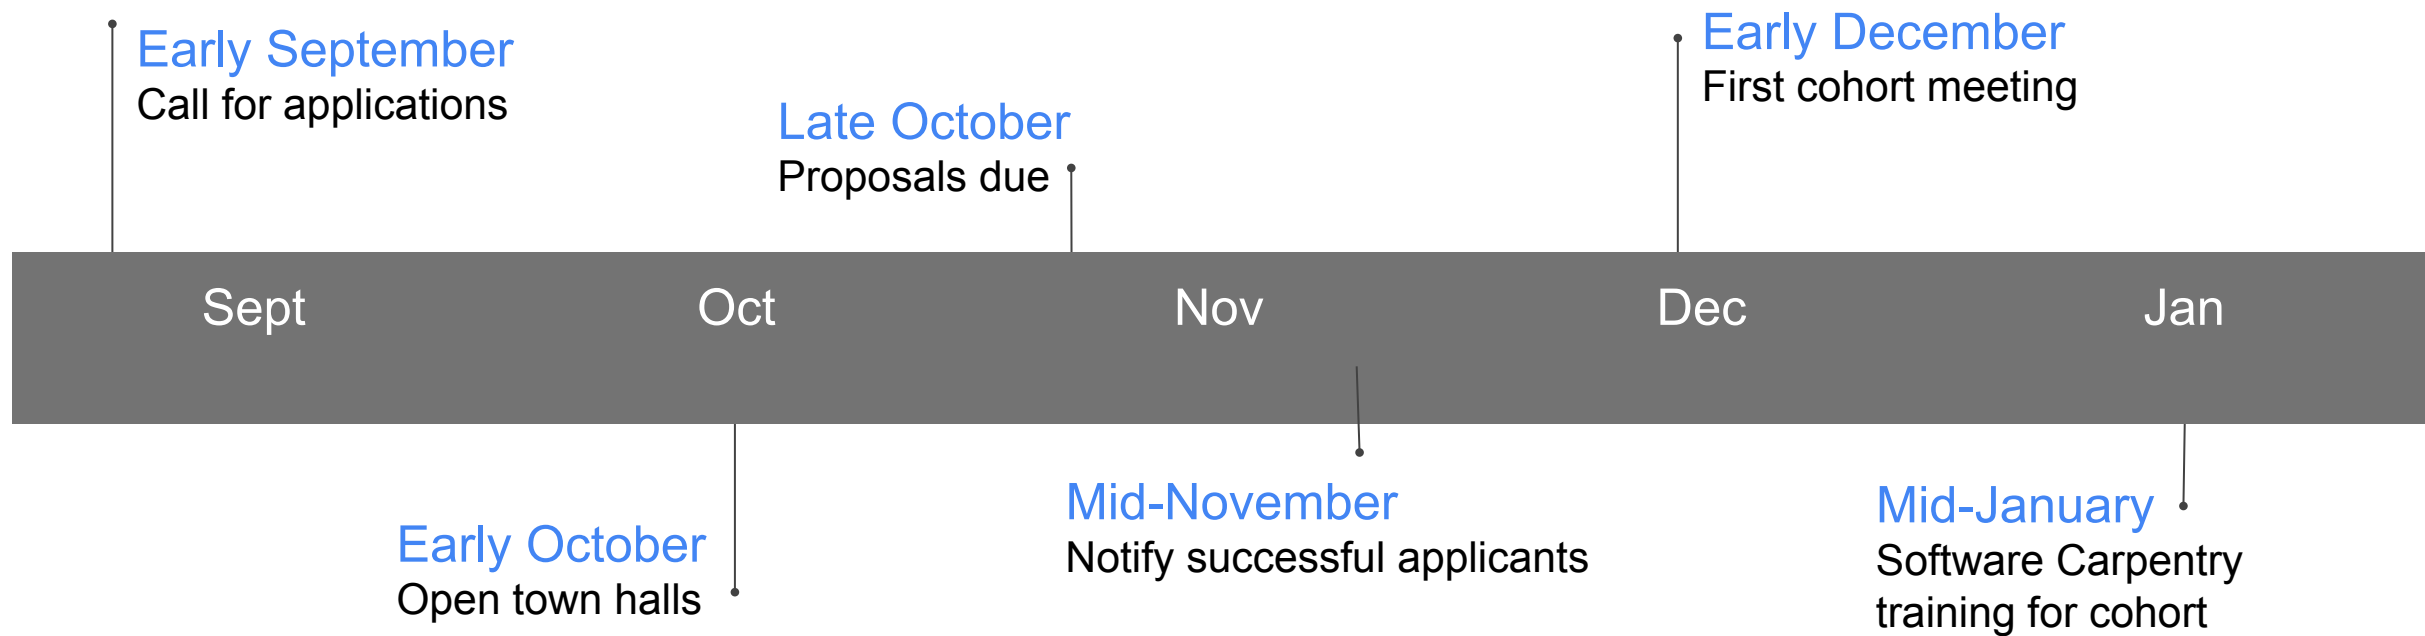 Early September
Call for applications
Late October
Proposals due
Early December
First cohort meeting
Sept
Oct
Nov
Dec
Jan
Early October
Open town halls
Mid-November
Notify successful applicants
Mid-January
Software Carpentry
training for cohort